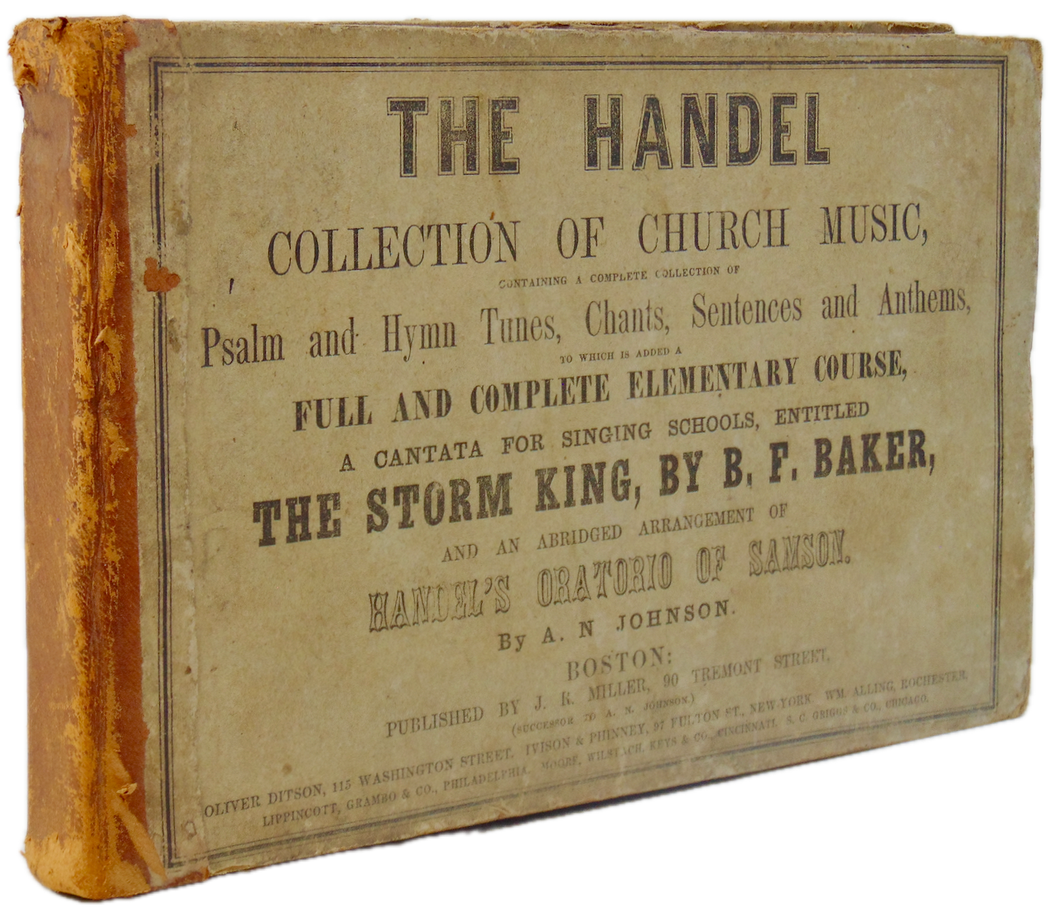 THE HANDEL
COLLECTION OF CHURCH MUSIC,
CONTAINING A COMPLETE COLLECTION OF
Psalm and Hymn Tunes, Chants, Sentences and Anthems,
TO WHICH IS ADDED A
FULL AND COMPLETE ELEMENTARY COURSE,
A CANTATA FOR SINGING SCHOOLS, ENTITLED
THE STORM KING, BY B. F. BAKER,
AND AN ABRIDGED ARRANGEMENT OF
HANDEL'S ORATORIO OF SAMSON.
By A. N JOHNSON.
BOSTON:
PUBLISHED BY J. R. MILLER, 90 TREMONT STREET,
(SUCCESSOR TO A. N. JOHNSON.)
OLIVER DITSON, 115 WASHINGTON STREET. IVISON & PHINNEY, 97 FULTON ST., NEW YORK WM. ALLING, ROCHESTER.
LIPPINCOTT, GRAMBO & CO., PHILADELPHIA. MOORE, WILSTACH, KEYS & CO., CINCINNATI. S. C. GRIGGS & CO., CHICAGO.